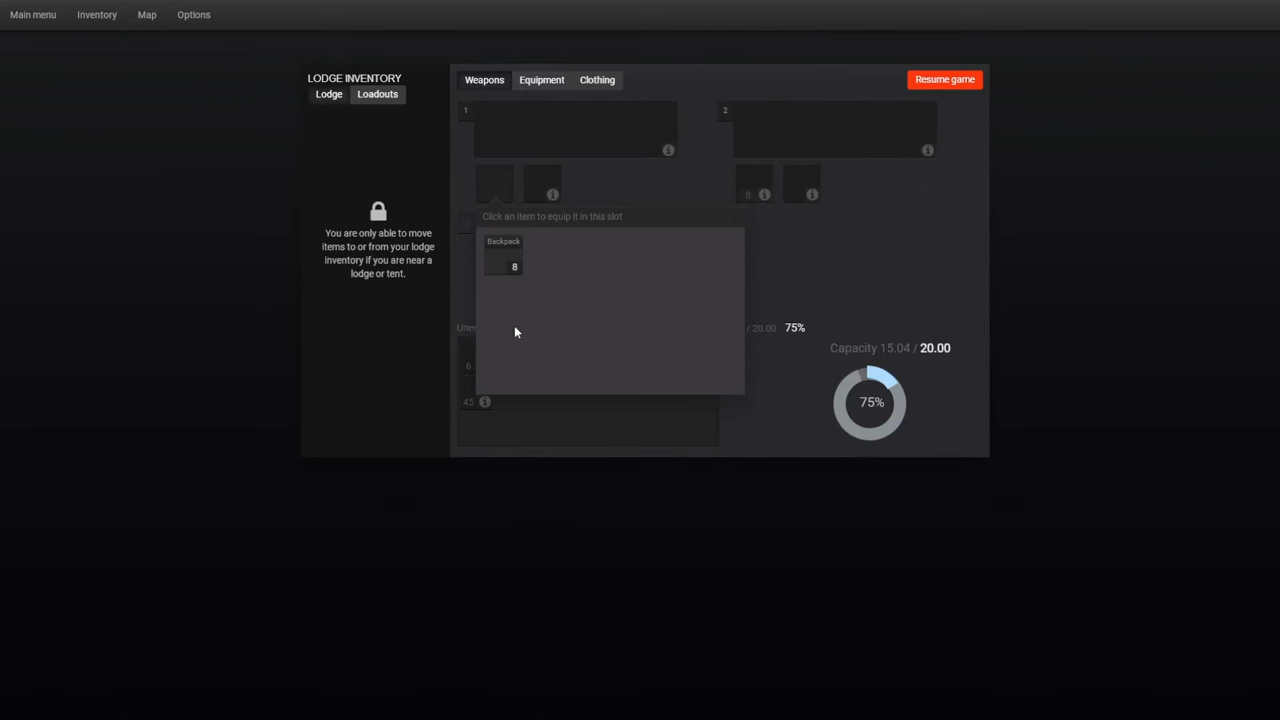 Main menu Inventory Map Options
LODGE INVENTORY
Lodge Loadouts
Weapons Equipment Clothing
Resume game
1
2
8
Click an item to equip it in this slot
Backpack
8
You are only able to move
items to or from your lodge
inventory if you are near a
lodge or tent.
/ 20.00 75%
Capacity 15.04 / 20.00
75%
45